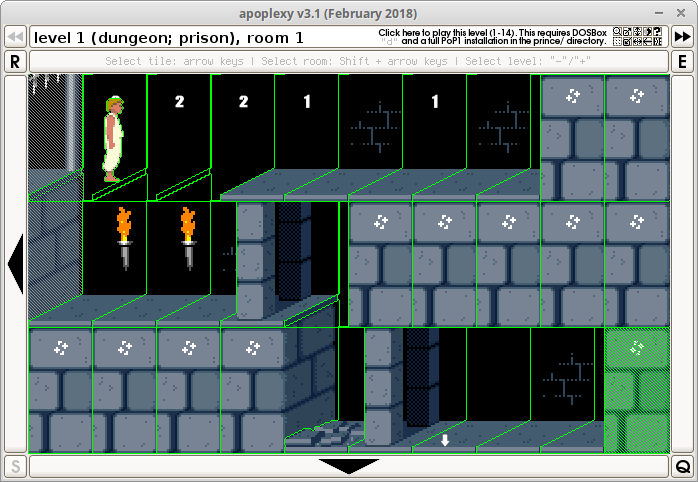 apoplexy v3.1 (February 2018)
level 1 (dungeon; prison), room 1
Click here to play this level (1-14). This requires DOSBox
"d" and a full PoP1 installation in the prince/ directory.
R
Select tile: arrow keys | Select room: Shift + arrow keys | Select level: "-"/"+"
E
2 2 1 1
S
Q